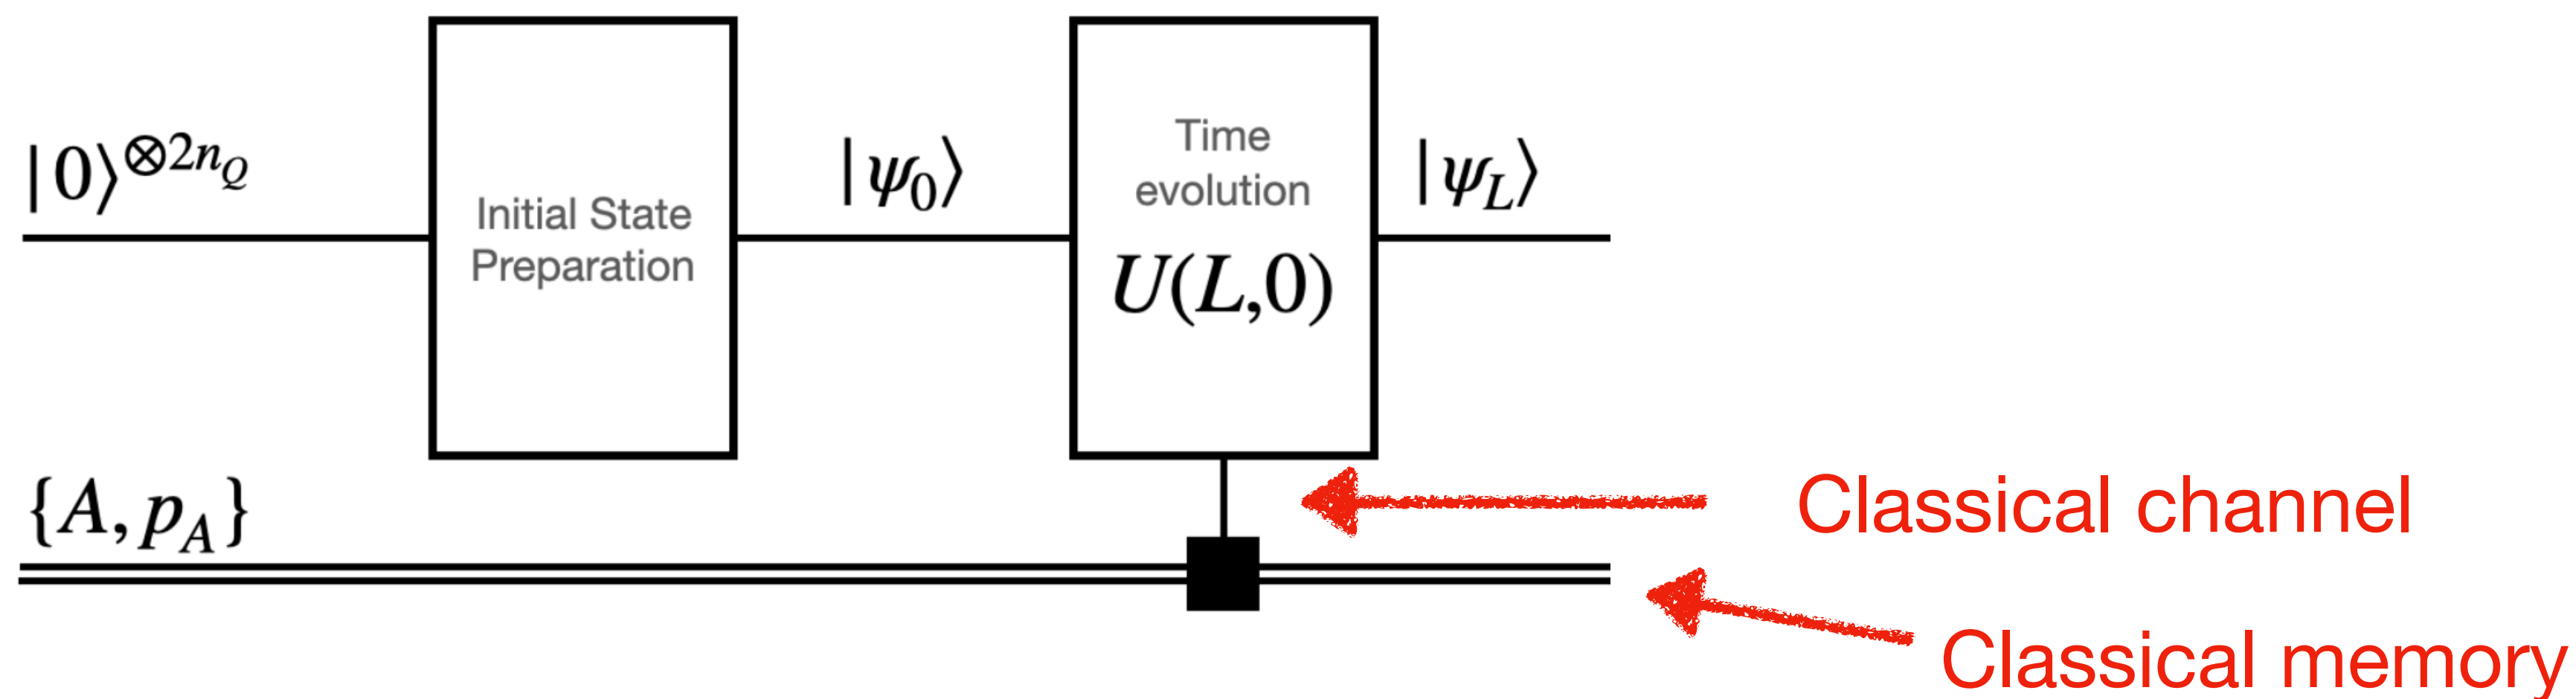 |0⟩^{⊗2n_Q}
Initial State
Preparation
|ψ_0⟩
Time
evolution
U(L,0)
|ψ_L⟩
{A, p_A}
Classical channel
Classical memory